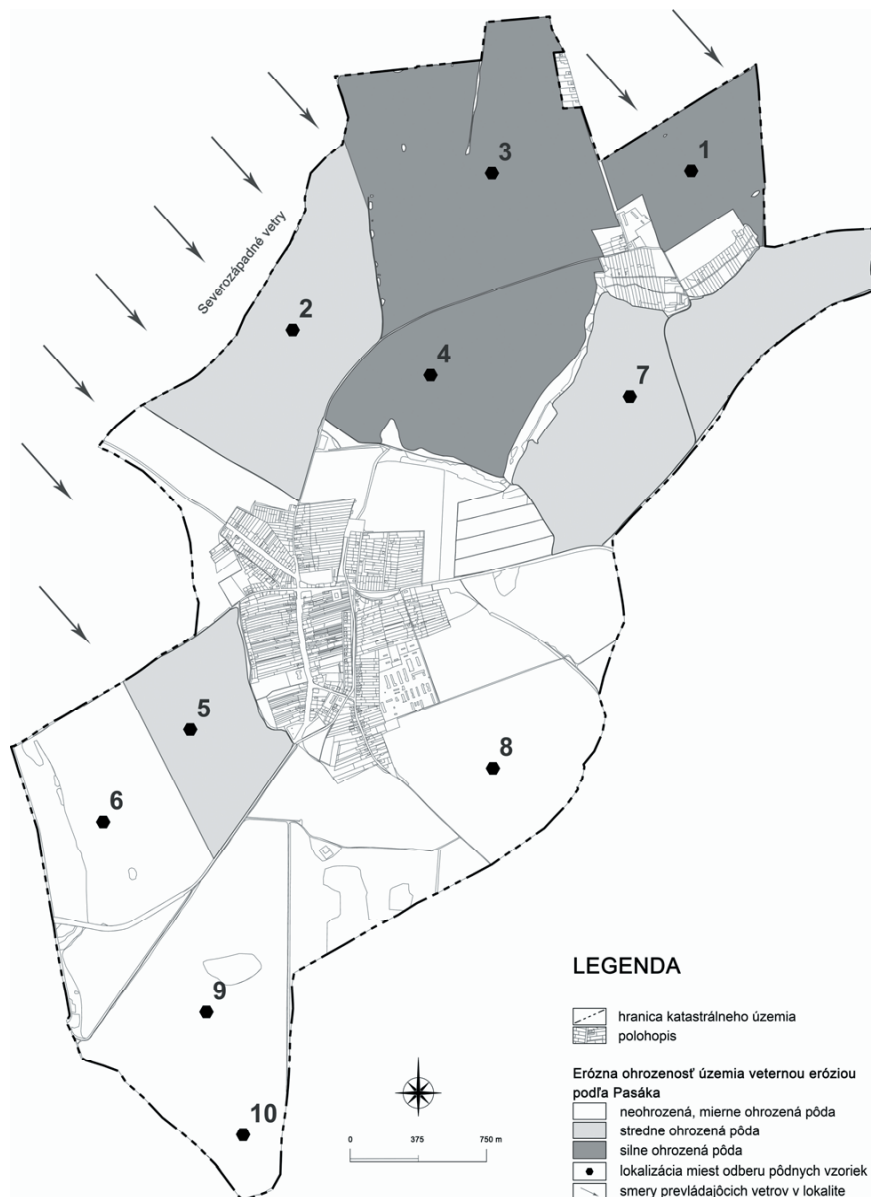 3
1
Severozápadné vetry
2
4
7
5
8
6
9
10
LEGENDA
hranica katastrálneho územia
polohopis
Erózna ohrozenosť územia veternou eróziou
podľa Pasáka
neohrozená, mierne ohrozená pôda
stredne ohrozená pôda
silne ohrozená pôda
lokalizácia miest odberu pôdnych vzoriek
smery prevládajôcich vetrov v lokalite
0 375 750 m